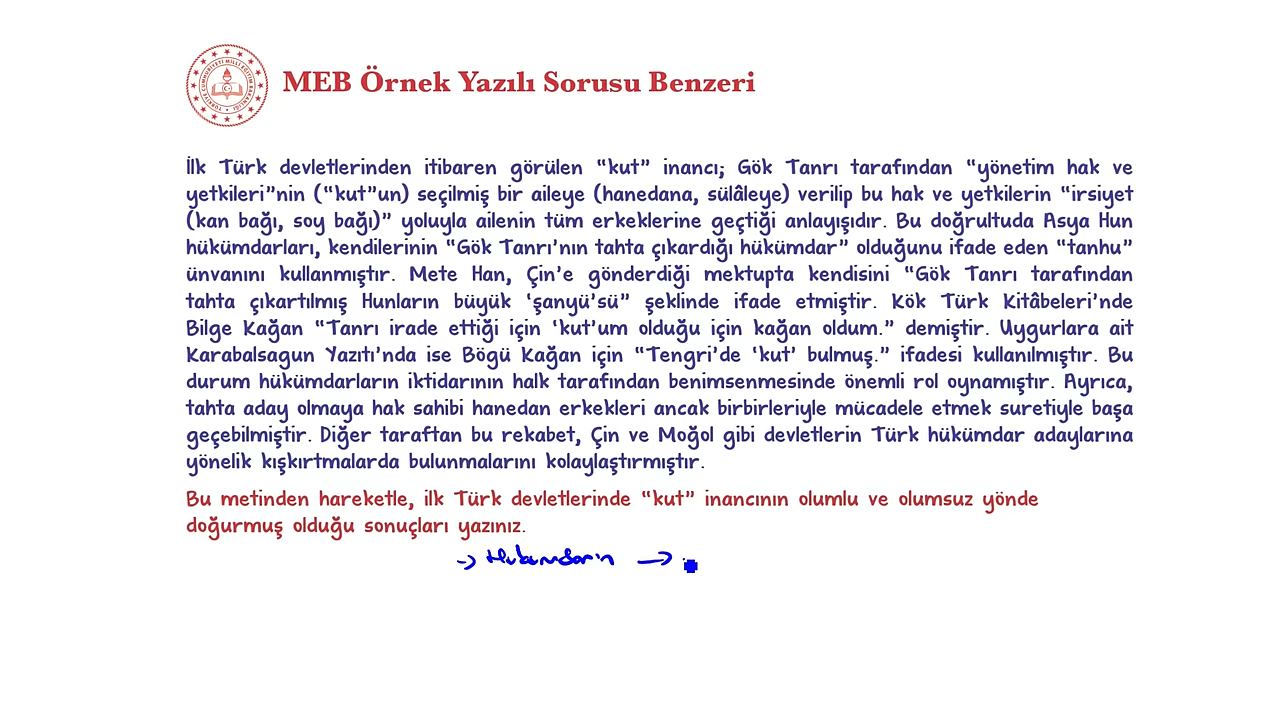 MEB Örnek Yazılı Sorusu Benzeri
İlk Türk devletlerinden itibaren görülen “kut” inancı; Gök Tanrı tarafından “yönetim hak ve
yetkileri”nin (“kut”un) seçilmiş bir aileye (hanedana, sülâleye) verilip bu hak ve yetkilerin “irsiyet
(kan bağı, soy bağı)” yoluyla ailenin tüm erkeklerine geçtiği anlayışıdır. Bu doğrultuda Asya Hun
hükümdarları, kendilerinin “Gök Tanrı’nın tahta çıkardığı hükümdar” olduğunu ifade eden “tanhu”
ünvanını kullanmıştır. Mete Han, Çin’e gönderdiği mektupta kendisini “Gök Tanrı tarafından
tahta çıkartılmış Hunların büyük ‘şanyü’sü” şeklinde ifade etmiştir. Kök Türk Kitâbeleri’nde
Bilge Kağan “Tanrı irade ettiği için ‘kut’um olduğu için kağan oldum.” demiştir. Uygurlara ait
Karabalsagun Yazıtı’nda ise Bögü Kağan için “Tengri’de ‘kut’ bulmuş.” ifadesi kullanılmıştır. Bu
durum hükümdarların iktidarının halk tarafından benimsenmesinde önemli rol oynamıştır. Ayrıca,
tahta aday olmaya hak sahibi hanedan erkekleri ancak birbirleriyle mücadele etmek suretiyle başa
geçebilmiştir. Diğer taraftan bu rekabet, Çin ve Moğol gibi devletlerin Türk hükümdar adaylarına
yönelik kışkırtmalarda bulunmalarını kolaylaştırmıştır.
Bu metinden hareketle, ilk Türk devletlerinde “kut” inancının olumlu ve olumsuz yönde
doğurmuş olduğu sonuçları yazınız.
→ Hükümdarın →